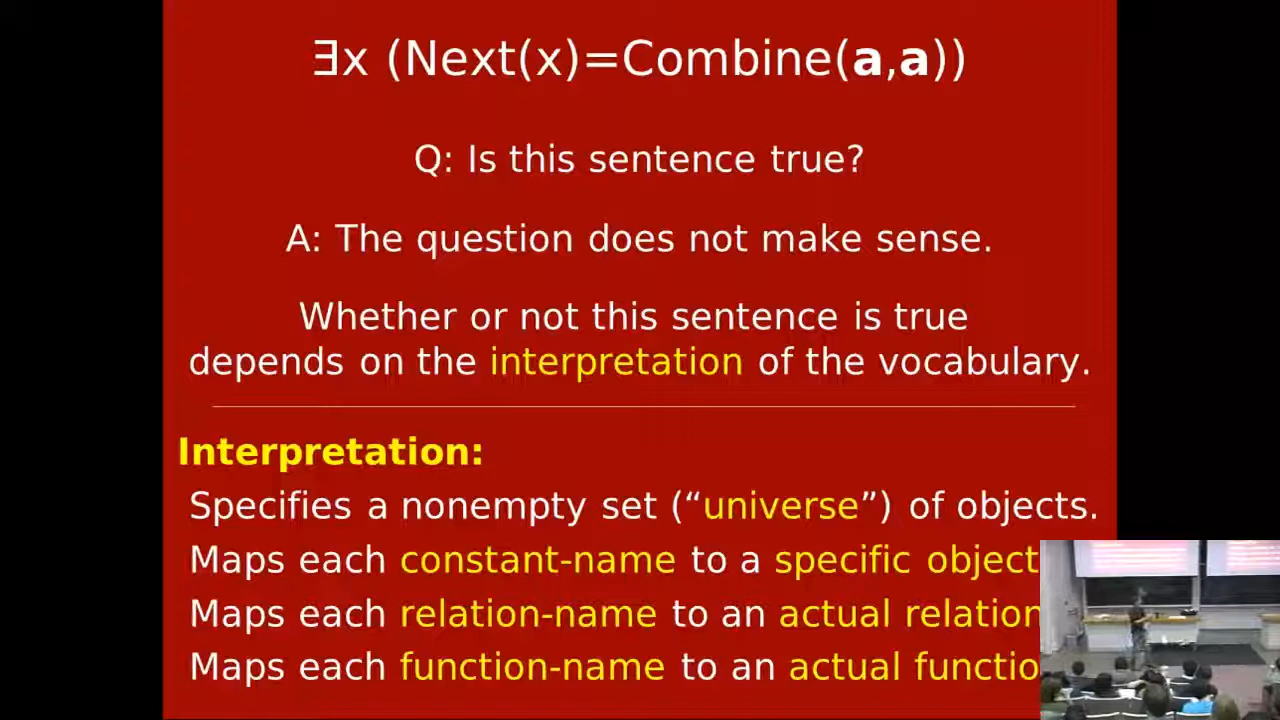 ∃x (Next(x)=Combine(a,a))
Q: Is this sentence true?
A: The question does not make sense.
Whether or not this sentence is true
depends on the interpretation of the vocabulary.
Interpretation:
Specifies a nonempty set (“universe”) of objects.
Maps each constant-name to a specific object
Maps each relation-name to an actual relation
Maps each function-name to an actual functio